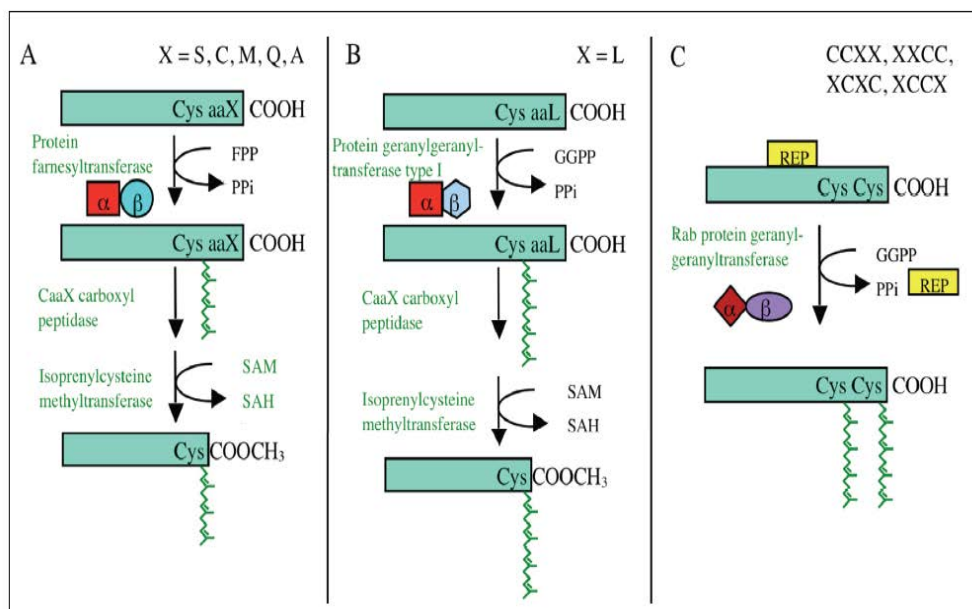 A
X = S, C, M, Q, A
Cys aaX COOH
Protein
farnesyltransferase
FPP
PPi
α β
Cys aaX COOH
CaaX carboxyl
peptidase
Isoprenylcysteine
methyltransferase
SAM
SAH
Cys COOCH₃
B
X = L
Cys aaL COOH
Protein geranylgeranyl-
transferase type I
GGPP
PPi
α β
Cys aaL COOH
CaaX carboxyl
peptidase
Isoprenylcysteine
methyltransferase
SAM
SAH
Cys COOCH₃
C
CCXX, XXCC,
XCXC, XCCX
REP
Cys Cys COOH
Rab protein geranyl-
geranyltransferase
GGPP
PPi REP
α β
Cys Cys COOH